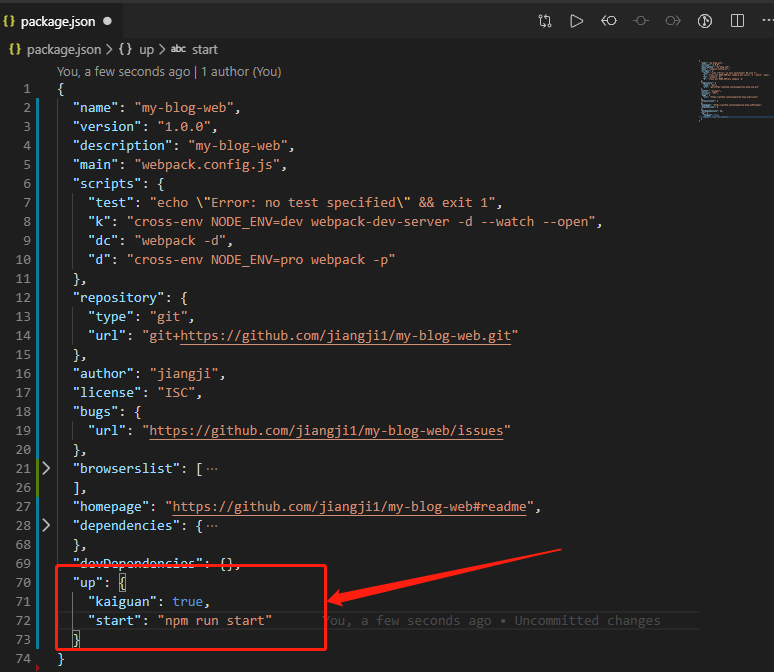 {} package.json ●
{} package.json > {} up > abc start
You, a few seconds ago | 1 author (You)
1 {
2 "name": "my-blog-web",
3 "version": "1.0.0",
4 "description": "my-blog-web",
5 "main": "webpack.config.js",
6 "scripts": {
7 "test": "echo \"Error: no test specified\" && exit 1",
8 "k": "cross-env NODE_ENV=dev webpack-dev-server -d --watch --open",
9 "dc": "webpack -d",
10 "d": "cross-env NODE_ENV=pro webpack -p"
11 },
12 "repository": {
13 "type": "git",
14 "url": "git+https://github.com/jiangji1/my-blog-web.git"
15 },
16 "author": "jiangji",
17 "license": "ISC",
18 "bugs": {
19 "url": "https://github.com/jiangji1/my-blog-web/issues"
20 },
21 "browserslist": [ ···
26 ],
27 "homepage": "https://github.com/jiangji1/my-blog-web#readme",
28 "dependencies": { ···
68 },
69 "devDependencies": {},
70 "up": {
71 "kaiguan": true,
72 "start": "npm run start" You, a few seconds ago • Uncommitted changes
73 }
74 }